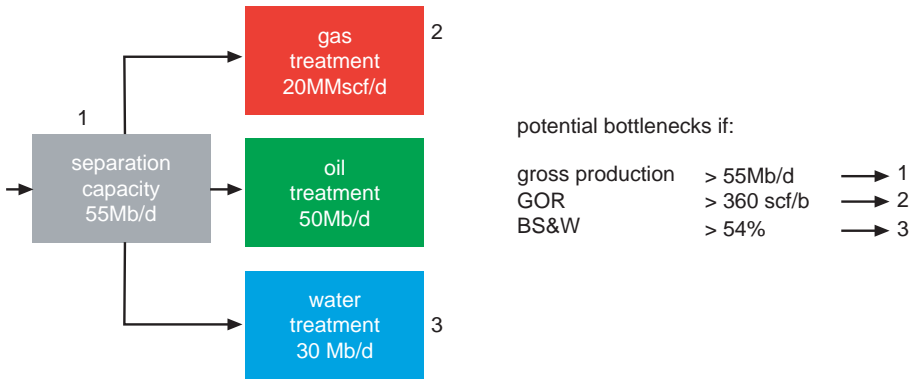 gas
treatment
20MMscf/d
2
1
separation
capacity
55Mb/d
oil
treatment
50Mb/d
water
treatment
30 Mb/d
3
potential bottlenecks if:
gross production > 55Mb/d 1
GOR > 360 scf/b 2
BS&W > 54% 3